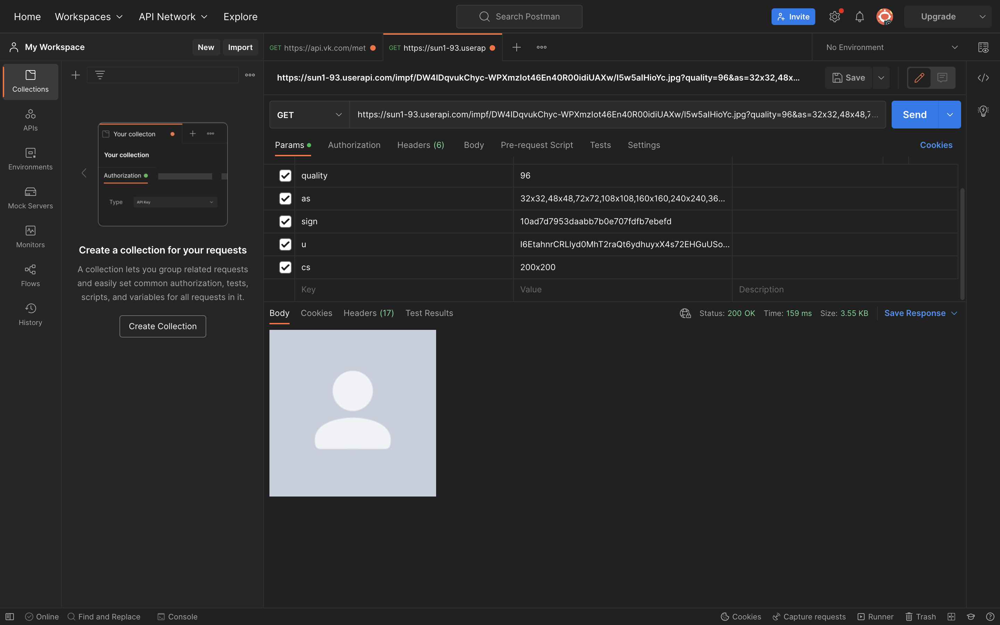 Home
Workspaces
API Network
Explore
Search Postman
Invite
Upgrade
My Workspace
New
Import
GET https://api.vk.com/met
GET https://sun1-93.userap
No Environment
Collections
APIs
Environments
Mock Servers
Monitors
Flows
History
Your collecton
Your collection
Authorization
Type
API Key
Create a collection for your requests
A collection lets you group related requests
and easily set common authorization, tests,
scripts, and variables for all requests in it.
Create Collection
https://sun1-93.userapi.com/impf/DW4lDqvukChyc-WPXmzIot46En40R00idiUAXw/I5w5aIHioYc.jpg?quality=96&as=32x32,48x...
Save
GET
https://sun1-93.userapi.com/impf/DW4lDqvukChyc-WPXmzIot46En40R00idiUAXw/I5w5aIHioYc.jpg?quality=96&as=32x32,48x48,7...
Send
Params
Authorization
Headers (6)
Body
Pre-request Script
Tests
Settings
Cookies
quality 96
as 32x32,48x48,72x72,108x108,160x160,240x240,36...
sign 10ad7d7953daabb7b0e707fdfb7ebefd
u I6EtahnrCRLlyd0MhT2raQt6ydhuyxX4s72EHGuUSo...
cs 200x200
Key Value Description
Body
Cookies
Headers (17)
Test Results
Status: 200 OK
Time: 159 ms
Size: 3.55 KB
Save Response
Online
Find and Replace
Console
Cookies
Capture requests
Runner
Trash